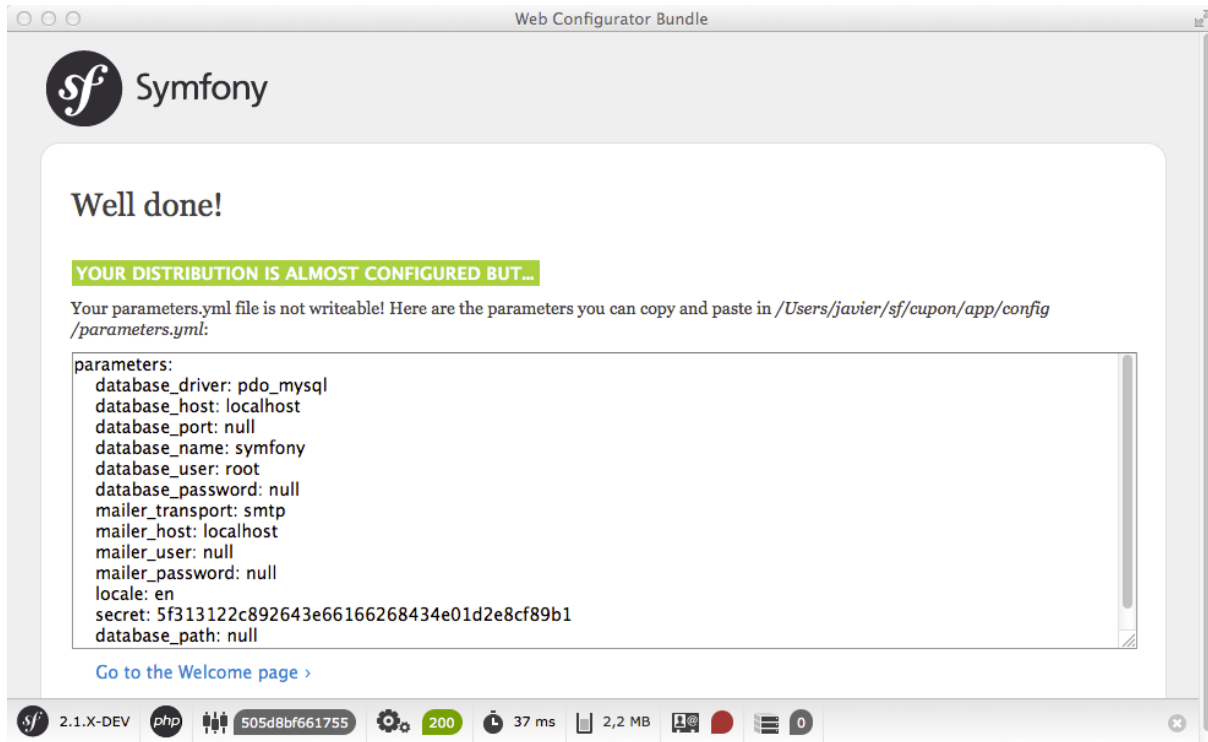 Web Configurator Bundle
sf Symfony
Well done!
YOUR DISTRIBUTION IS ALMOST CONFIGURED BUT...
Your parameters.yml file is not writeable! Here are the parameters you can copy and paste in /Users/javier/sf/cupon/app/config
/parameters.yml:
parameters:
database_driver: pdo_mysql
database_host: localhost
database_port: null
database_name: symfony
database_user: root
database_password: null
mailer_transport: smtp
mailer_host: localhost
mailer_user: null
mailer_password: null
locale: en
secret: 5f313122c892643e66166268434e01d2e8cf89b1
database_path: null
Go to the Welcome page ›
sf 2.1.X-DEV php 505d8bf661755 200 37 ms 2,2 MB 0